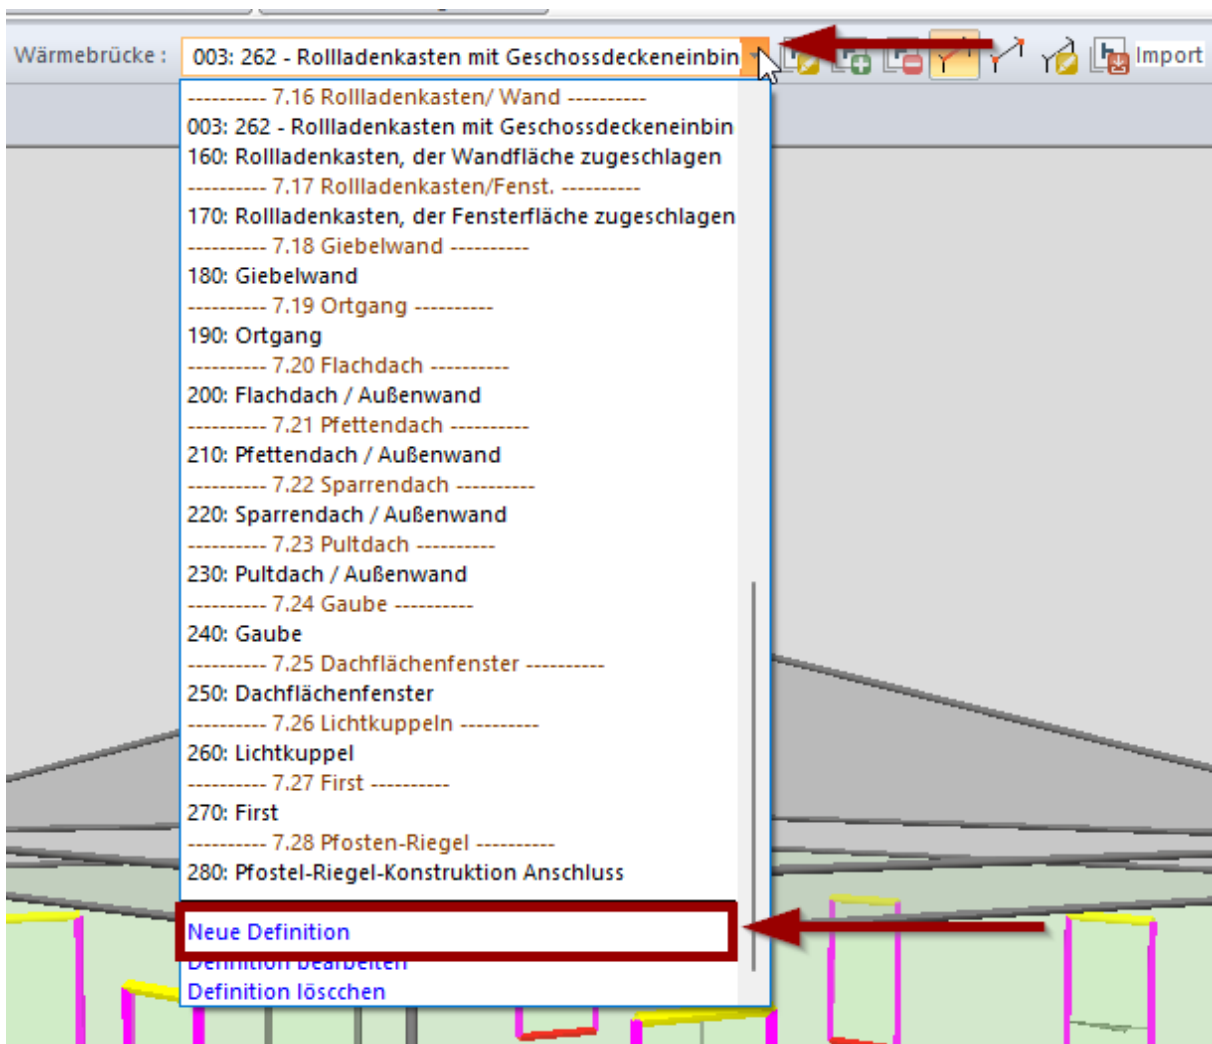 Wärmebrücke :
003: 262 - Rollladenkasten mit Geschossdeckeneinbin
Import
---------- 7.16 Rollladenkasten/ Wand ----------
003: 262 - Rollladenkasten mit Geschossdeckeneinbin
160: Rollladenkasten, der Wandfläche zugeschlagen
---------- 7.17 Rollladenkasten/Fenst. ----------
170: Rollladenkasten, der Fensterfläche zugeschlagen
---------- 7.18 Giebelwand ----------
180: Giebelwand
---------- 7.19 Ortgang ----------
190: Ortgang
---------- 7.20 Flachdach ----------
200: Flachdach / Außenwand
---------- 7.21 Pfettendach ----------
210: Pfettendach / Außenwand
---------- 7.22 Sparrendach ----------
220: Sparrendach / Außenwand
---------- 7.23 Pultdach ----------
230: Pultdach / Außenwand
---------- 7.24 Gaube ----------
240: Gaube
---------- 7.25 Dachflächenfenster ----------
250: Dachflächenfenster
---------- 7.26 Lichtkuppeln ----------
260: Lichtkuppel
---------- 7.27 First ----------
270: First
---------- 7.28 Pfosten-Riegel ----------
280: Pfostel-Riegel-Konstruktion Anschluss
Neue Definition
Definition bearbeiten
Definition löscchen